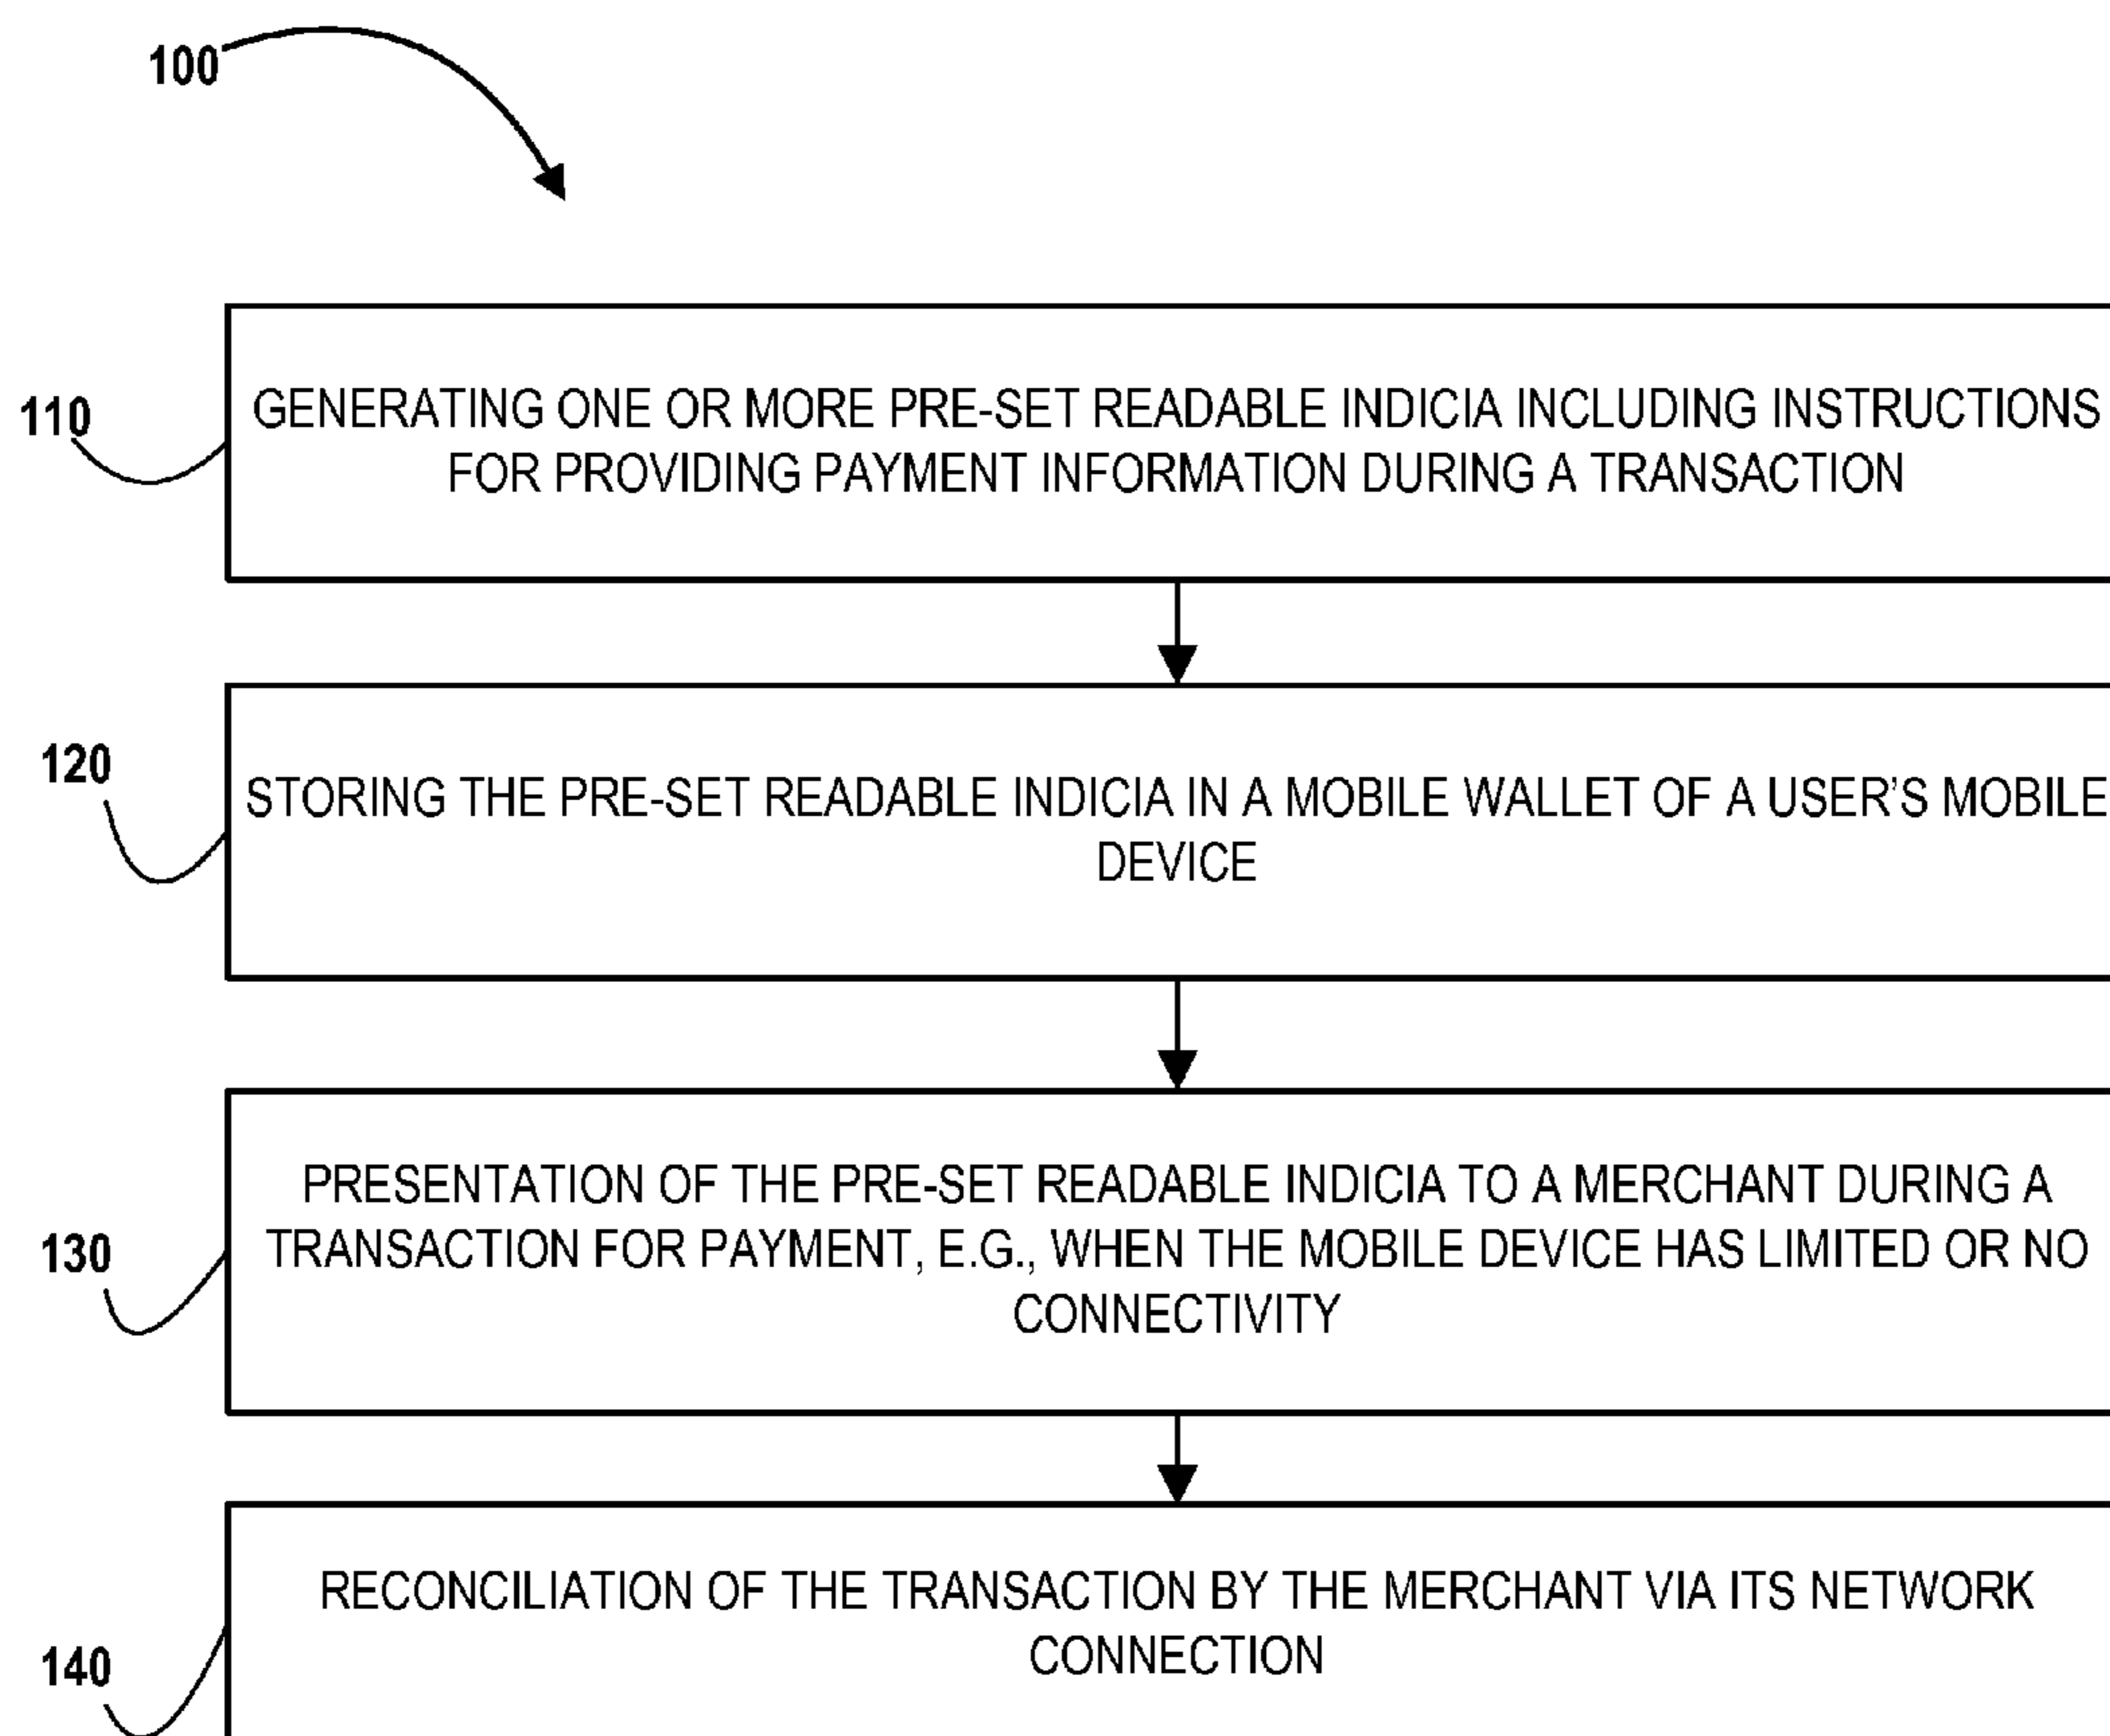 100
110
GENERATING ONE OR MORE PRE-SET READABLE INDICIA INCLUDING INSTRUCTIONS
FOR PROVIDING PAYMENT INFORMATION DURING A TRANSACTION
120
STORING THE PRE-SET READABLE INDICIA IN A MOBILE WALLET OF A USER'S MOBILE
DEVICE
130
PRESENTATION OF THE PRE-SET READABLE INDICIA TO A MERCHANT DURING A
TRANSACTION FOR PAYMENT, E.G., WHEN THE MOBILE DEVICE HAS LIMITED OR NO
CONNECTIVITY
140
RECONCILIATION OF THE TRANSACTION BY THE MERCHANT VIA ITS NETWORK
CONNECTION